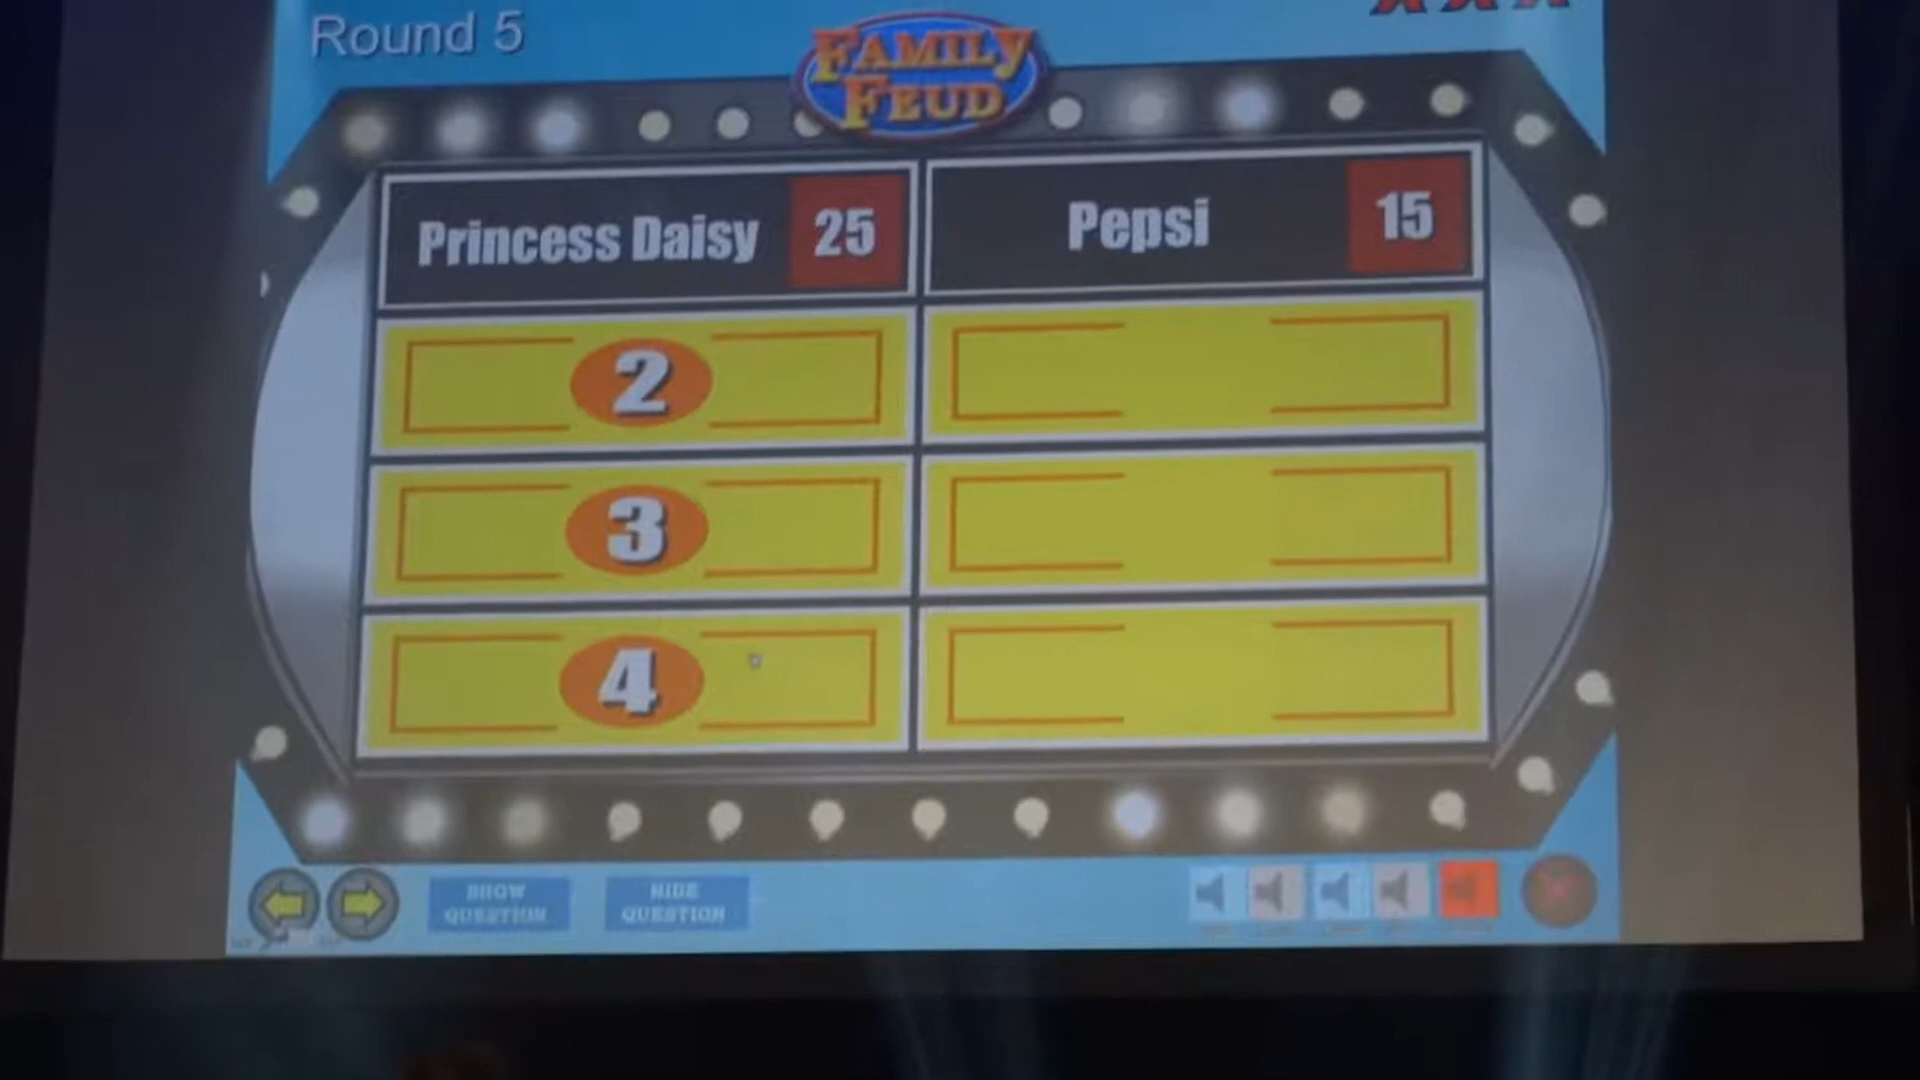 Round 5
FAMILY
FEUD
Princess Daisy 25
Pepsi 15
2
3
4
SHOW
QUESTION
HIDE
QUESTION